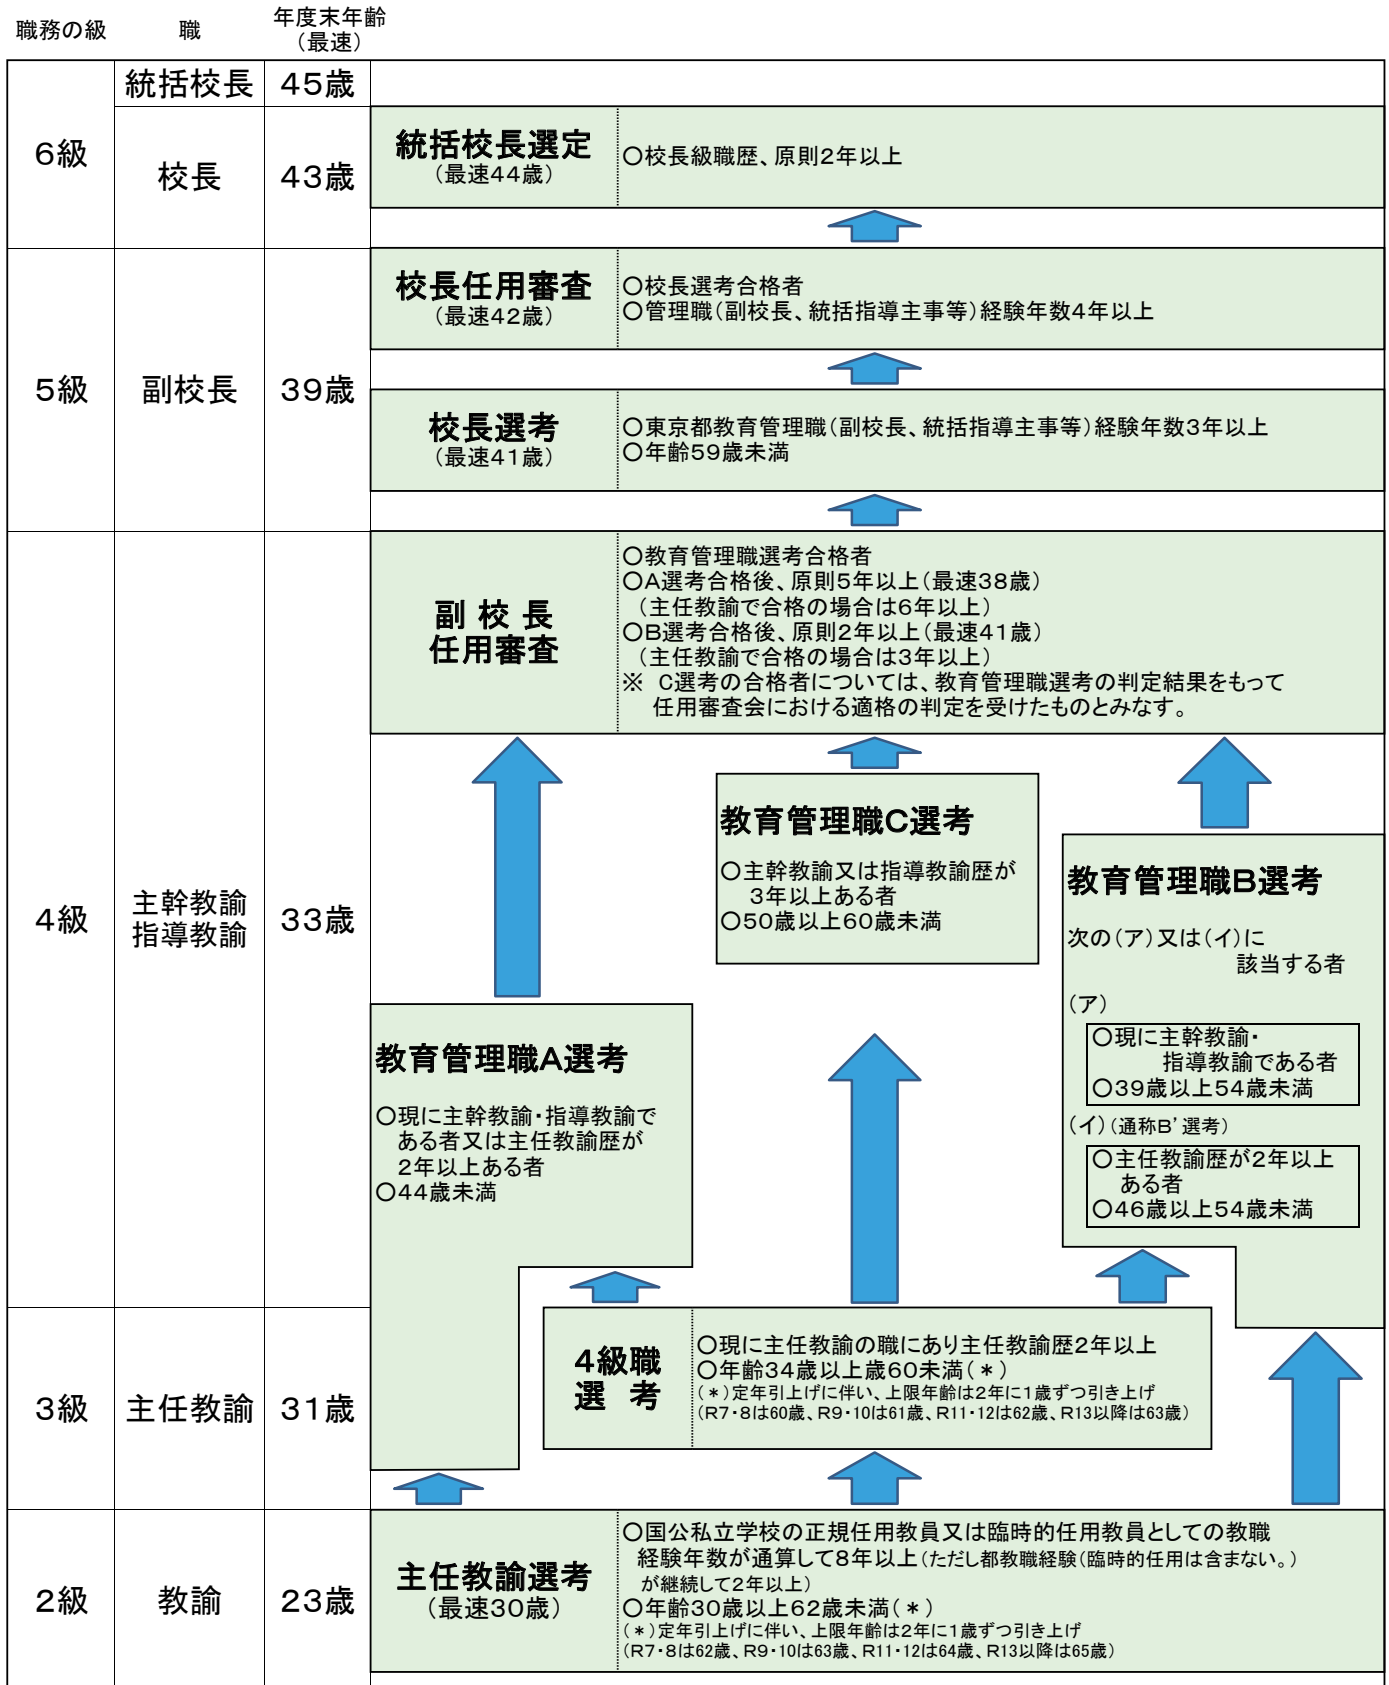 職務の級 職 年度末年齢
（最速）
6級
統括校長 45歳
校長 43歳
統括校長選定
（最速44歳）
○校長級職歴、原則2年以上
5級 副校長 39歳
校長任用審査
（最速42歳）
○校長選考合格者
○管理職（副校長、統括指導主事等）経験年数4年以上
校長選考
（最速41歳）
○東京都教育管理職（副校長、統括指導主事等）経験年数3年以上
○年齢59歳未満
4級
主幹教諭
指導教諭
33歳
副 校 長
任用審査
○教育管理職選考合格者
○A選考合格後、原則5年以上（最速38歳）
（主任教諭で合格の場合は6年以上）
○B選考合格後、原則2年以上（最速41歳）
（主任教諭で合格の場合は3年以上）
※ C選考の合格者については、教育管理職選考の判定結果をもって
任用審査会における適格の判定を受けたものとみなす。
教育管理職C選考
○主幹教諭又は指導教諭歴が
3年以上ある者
○50歳以上60歳未満
教育管理職B選考
次の（ア）又は（イ）に
該当する者
（ア）
○現に主幹教諭・
指導教諭である者
○39歳以上54歳未満
（イ）（通称B’選考）
○主任教諭歴が2年以上
ある者
○46歳以上54歳未満
教育管理職A選考
○現に主幹教諭・指導教諭で
ある者又は主任教諭歴が
2年以上ある者
○44歳未満
3級 主任教諭 31歳
4級職
選 考
○現に主任教諭の職にあり主任教諭歴2年以上
○年齢34歳以上歳60未満（＊）
（＊）定年引上げに伴い、上限年齢は2年に1歳ずつ引き上げ
（R7・8は60歳、R9・10は61歳、R11・12は62歳、R13以降は63歳）
2級 教諭 23歳
主任教諭選考
（最速30歳）
○国公私立学校の正規任用教員又は臨時的任用教員としての教職
経験年数が通算して8年以上（ただし都教職経験（臨時的任用は含まない。）
が継続して2年以上）
○年齢30歳以上62歳未満（＊）
（＊）定年引上げに伴い、上限年齢は2年に1歳ずつ引き上げ
（R7・8は62歳、R9・10は63歳、R11・12は64歳、R13以降は65歳）